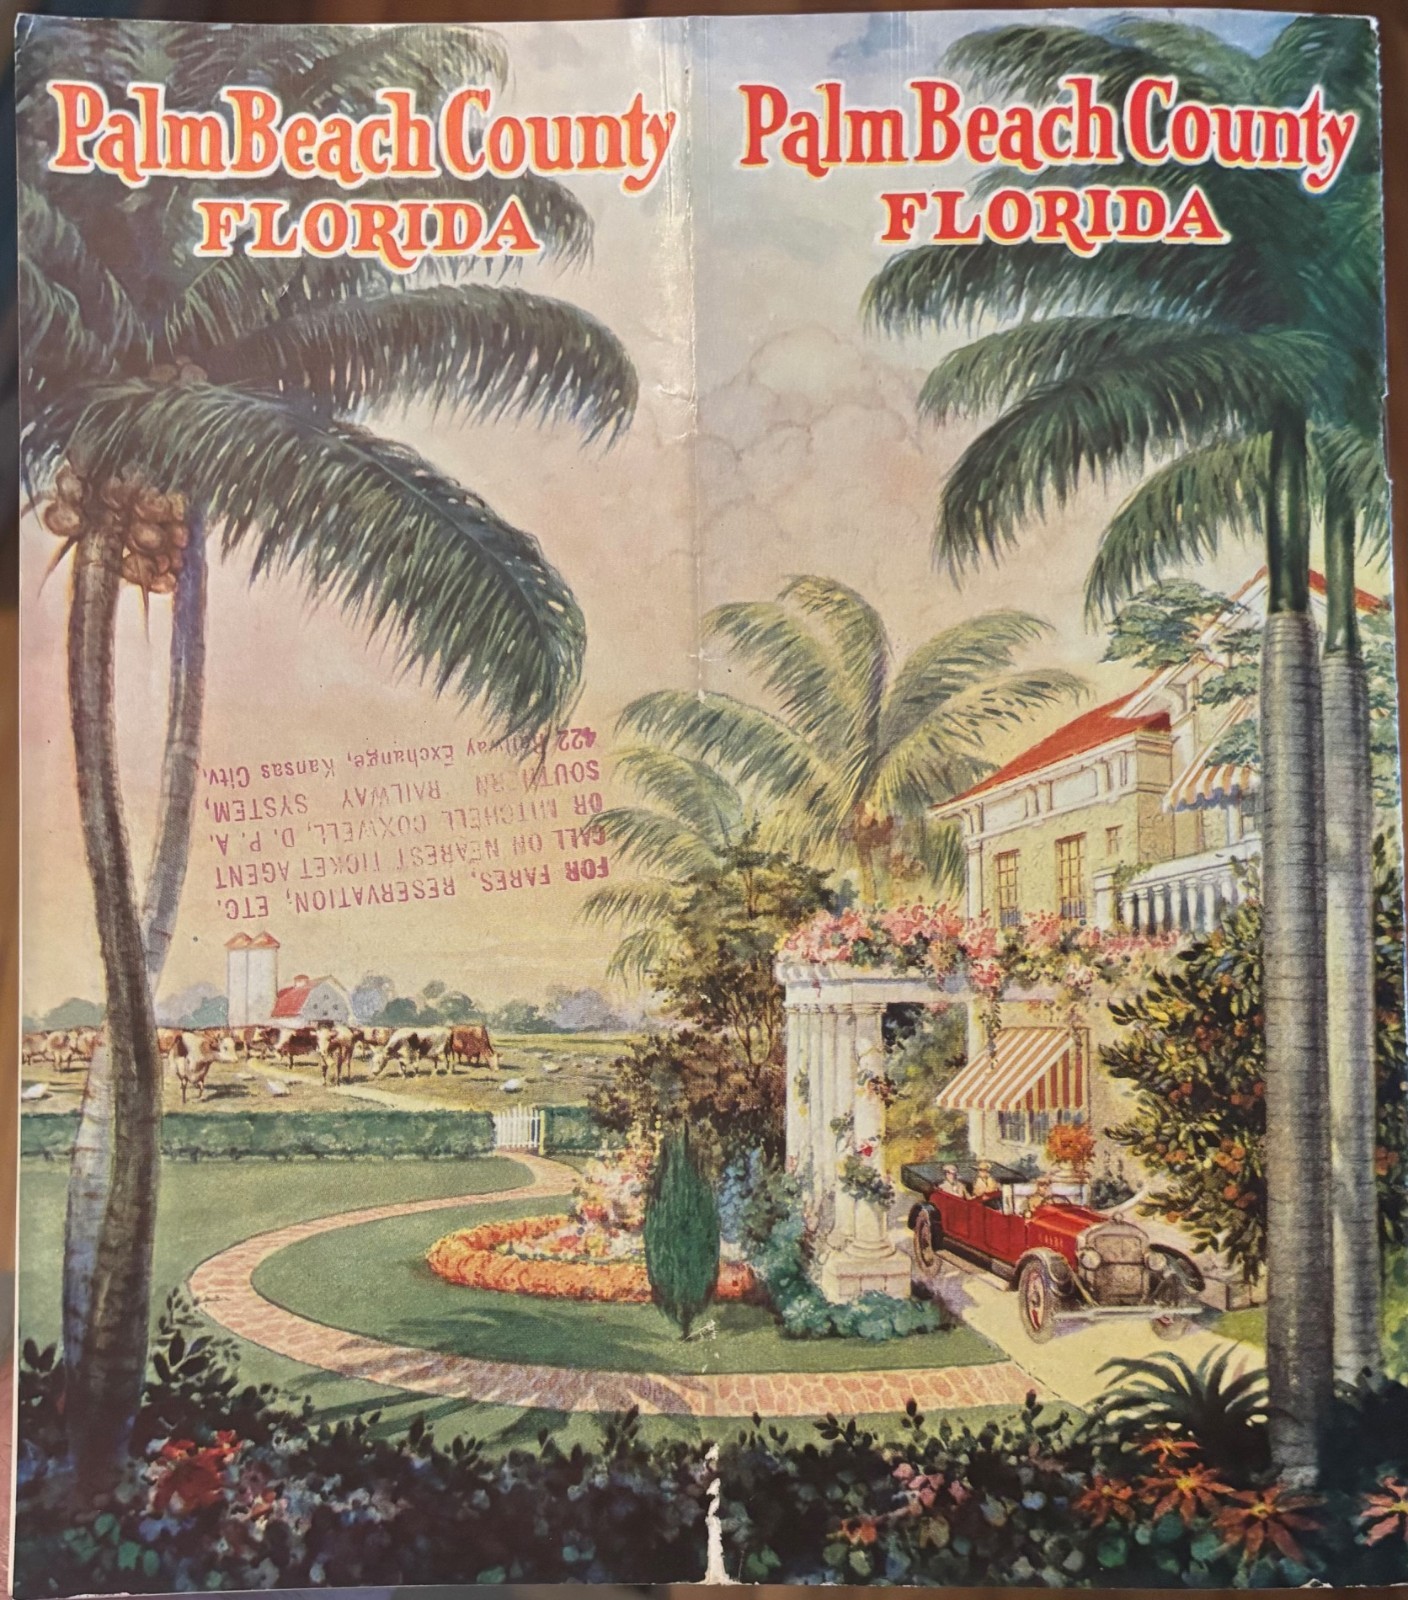 Palm Beach County
FLORIDA
Palm Beach County
FLORIDA
FOR FARES, RESERVATION, ETC.
CALL ON NEAREST TICKET AGENT
OR MITCHELL COXWELL, D. P. A.
SOUTHERN RAILWAY SYSTEM,
422 Railway Exchange, Kansas City,